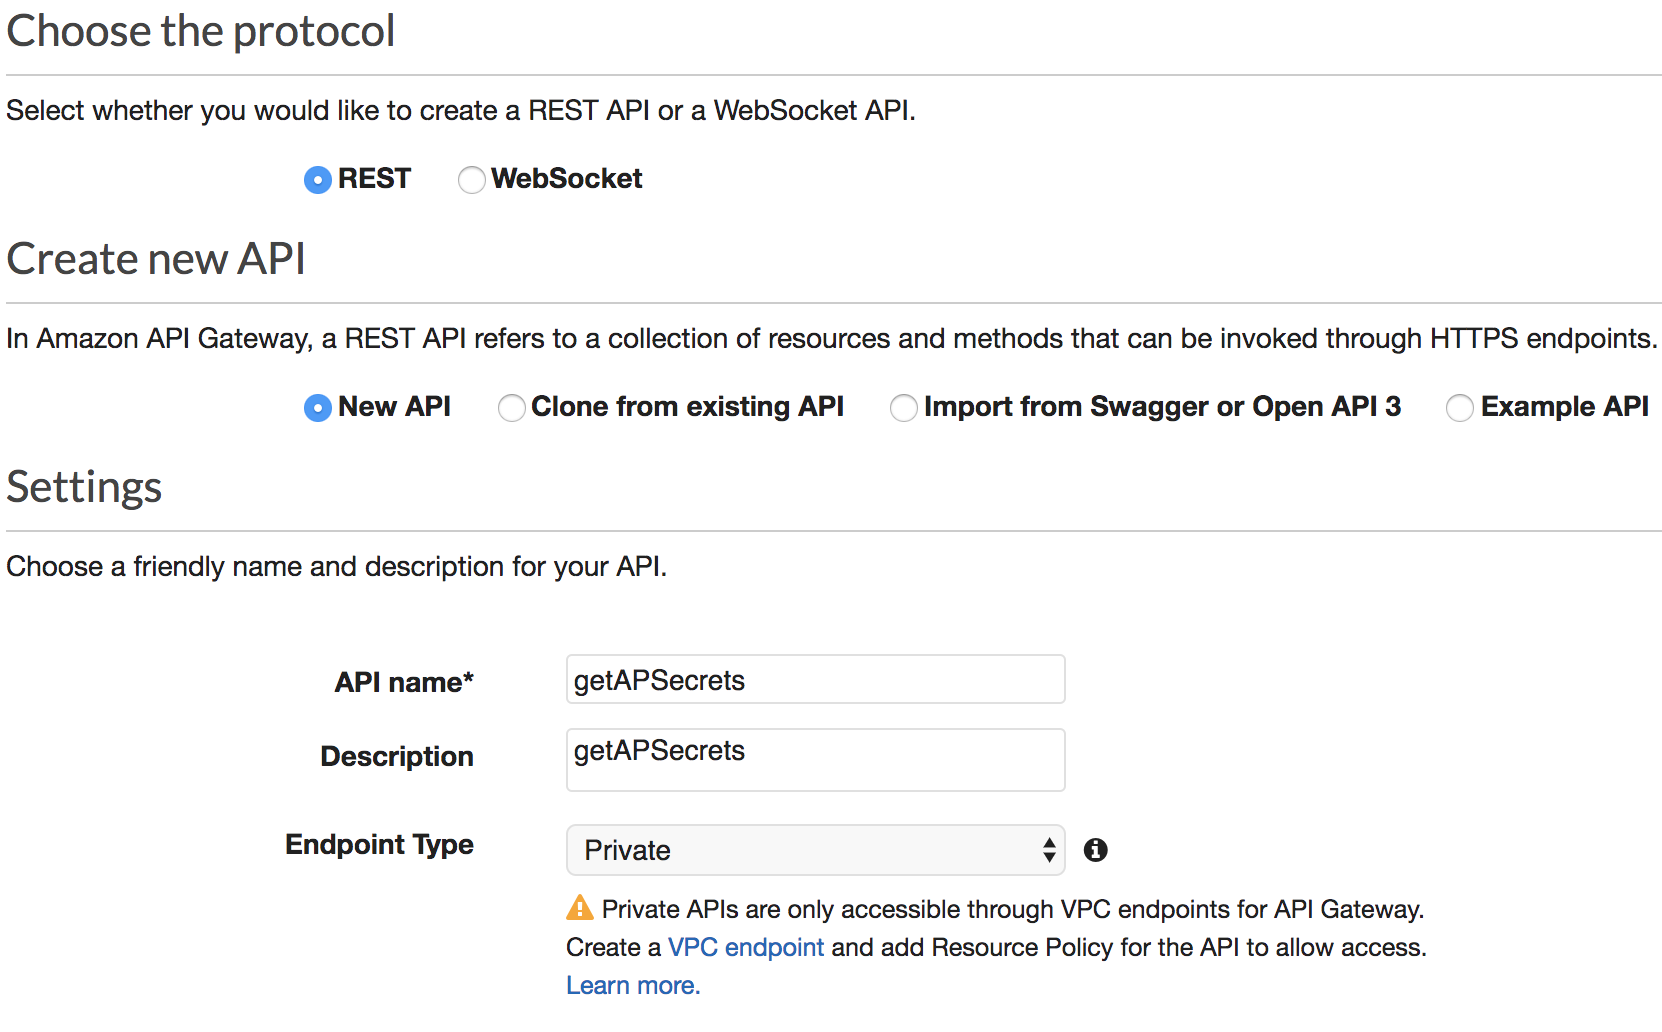 Choose the protocol
Select whether you would like to create a REST API or a WebSocket API.
REST WebSocket
Create new API
In Amazon API Gateway, a REST API refers to a collection of resources and methods that can be invoked through HTTPS endpoints.
New API Clone from existing API Import from Swagger or Open API 3 Example API
Settings
Choose a friendly name and description for your API.
API name* getAPSecrets
Description getAPSecrets
Endpoint Type Private
Private APIs are only accessible through VPC endpoints for API Gateway.
Create a VPC endpoint and add Resource Policy for the API to allow access.
Learn more.